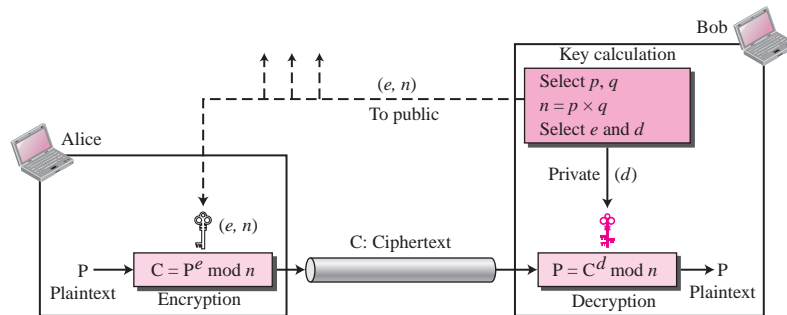 Bob
Key calculation
Select p, q
n = p × q
Select e and d
(e, n)
To public
Alice
Private (d)
(e, n)
C: Ciphertext
P
Plaintext
C = P^e mod n
Encryption
P = C^d mod n
Decryption
P
Plaintext